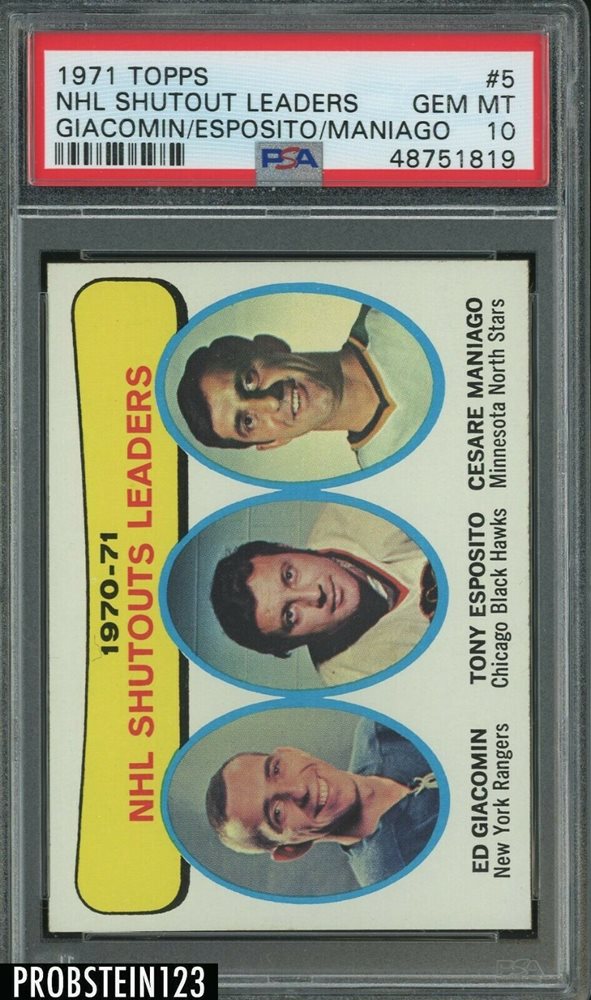 1971 TOPPS #5
NHL SHUTOUT LEADERS GEM MT
GIACOMIN/ESPOSITO/MANIAGO 10
PSA 48751819
1970-71
NHL SHUTOUTS LEADERS
ED GIACOMIN
New York Rangers
TONY ESPOSITO
Chicago Black Hawks
CESARE MANIAGO
Minnesota North Stars
PSA
PROBSTEIN123